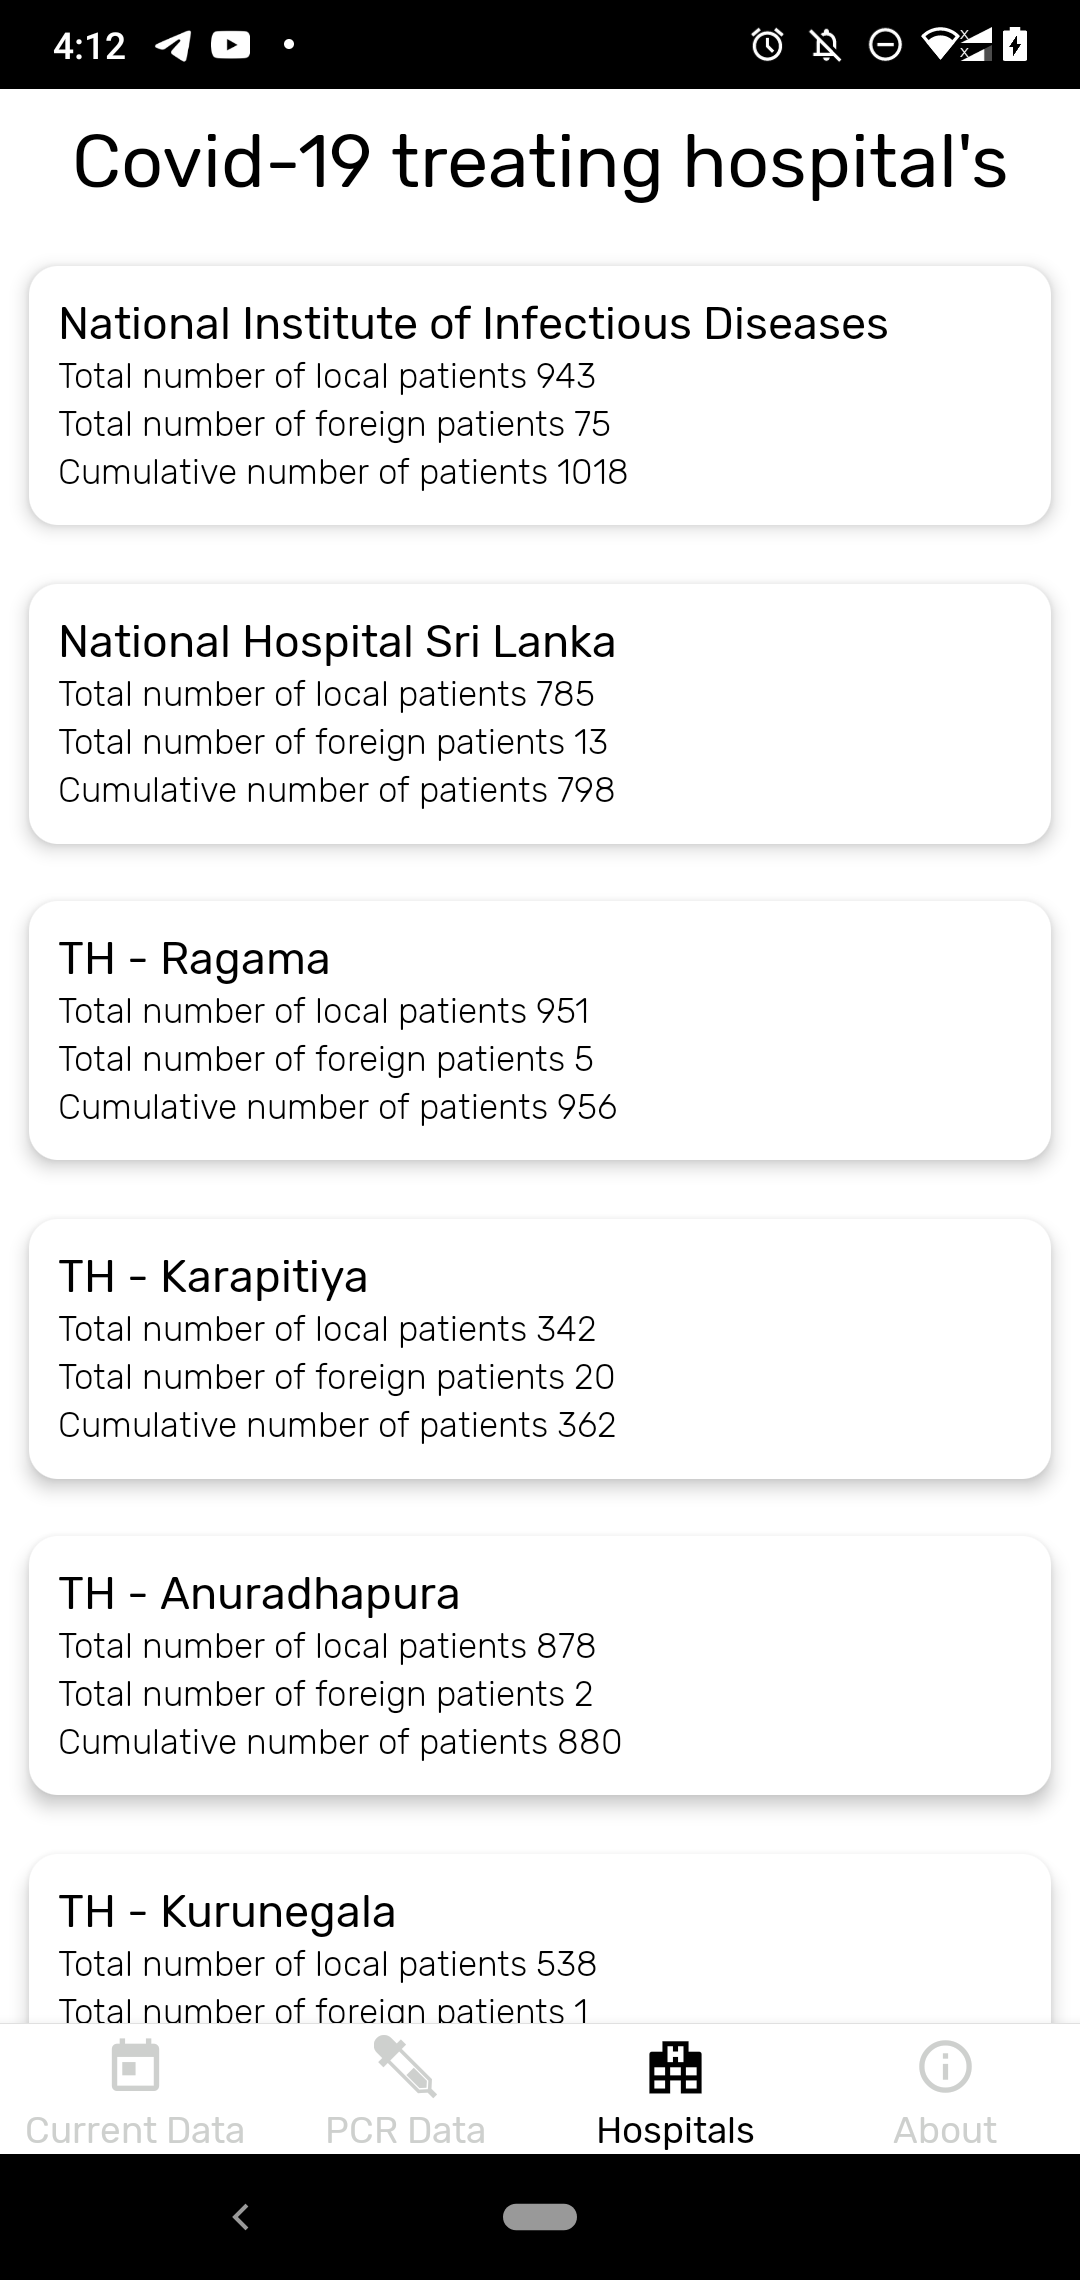 4:12
Covid-19 treating hospital's
National Institute of Infectious Diseases
Total number of local patients 943
Total number of foreign patients 75
Cumulative number of patients 1018
National Hospital Sri Lanka
Total number of local patients 785
Total number of foreign patients 13
Cumulative number of patients 798
TH - Ragama
Total number of local patients 951
Total number of foreign patients 5
Cumulative number of patients 956
TH - Karapitiya
Total number of local patients 342
Total number of foreign patients 20
Cumulative number of patients 362
TH - Anuradhapura
Total number of local patients 878
Total number of foreign patients 2
Cumulative number of patients 880
TH - Kurunegala
Total number of local patients 538
Total number of foreign patients 1
Current Data PCR Data Hospitals About